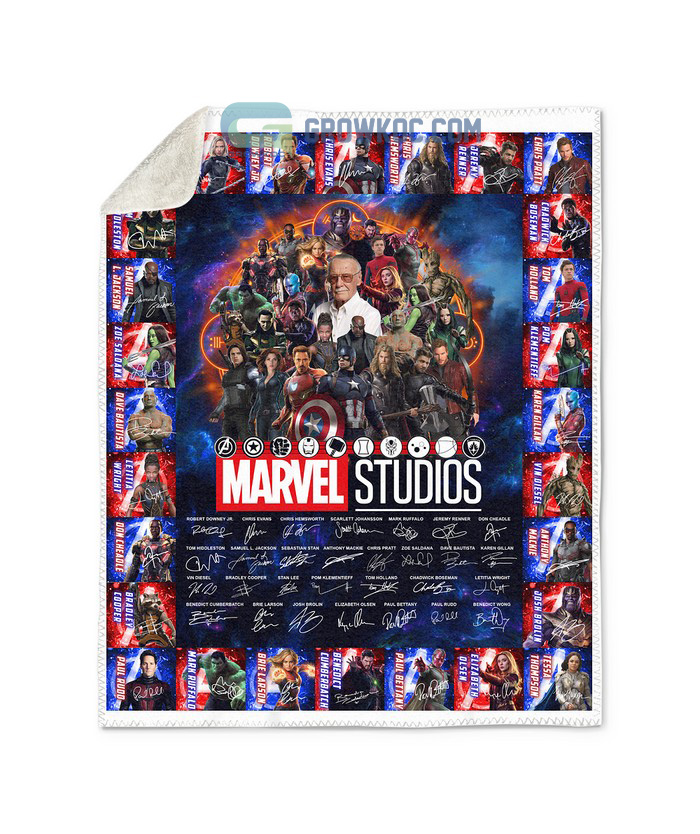 GROWKOC.COM
ROBERT DOWNEY JR
CHRIS EVANS
HEMSWORTH
JEREMY RENNER
CHRIS PRATT
CHADWICK BOSEMAN
SAMUEL L. JACKSON
TOM HOLLAND
ZOE SALDANA
POM KLEMENTIEFF
DAVE BAUTISTA
KAREN GILLAN
LETITIA WRIGHT
VIN DIESEL
DON CHEADLE
ANTHONY MACKIE
BRADLEY COOPER
JOSH BROLIN
MARVEL STUDIOS
ROBERT DOWNEY JR. CHRIS EVANS CHRIS HEMSWORTH SCARLETT JOHANSSON MARK RUFFALO JEREMY RENNER DON CHEADLE
TOM HIDDLESTON SAMUEL L. JACKSON SEBASTIAN STAN ANTHONY MACKIE CHRIS PRATT ZOE SALDANA DAVE BAUTISTA KAREN GILLAN
VIN DIESEL BRADLEY COOPER STAN LEE POM KLEMENTIEFF TOM HOLLAND CHADWICK BOSEMAN LETITIA WRIGHT
BENEDICT CUMBERBATCH BRIE LARSON JOSH BROLIN ELIZABETH OLSEN PAUL BETTANY PAUL RUDD BENEDICT WONG
PAUL RUDD
MARK RUFFALO
BRIE LARSON
BENEDICT CUMBERBATCH
PAUL BETTANY
ELIZABETH OLSEN
TESSA THOMPSON